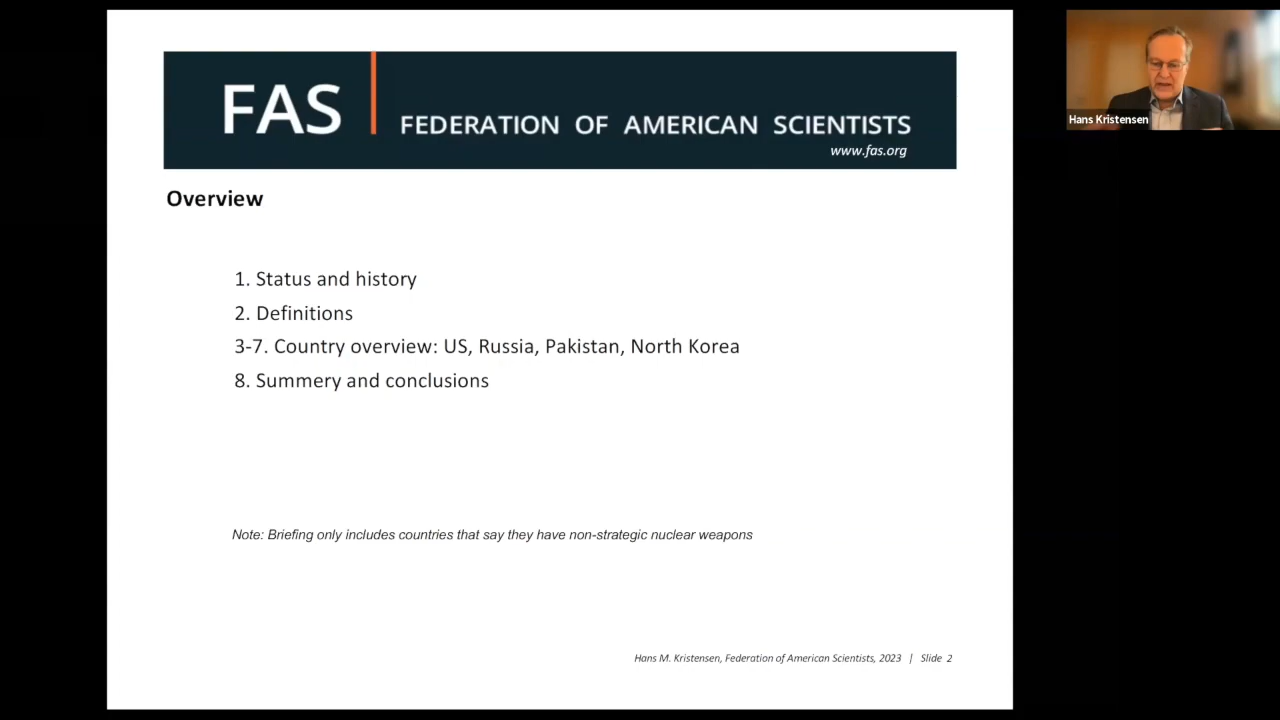 FAS
FEDERATION OF AMERICAN SCIENTISTS
www.fas.org
Hans Kristensen
Overview
1. Status and history
2. Definitions
3-7. Country overview: US, Russia, Pakistan, North Korea
8. Summery and conclusions
Note: Briefing only includes countries that say they have non-strategic nuclear weapons
Hans M. Kristensen, Federation of American Scientists, 2023 | Slide 2